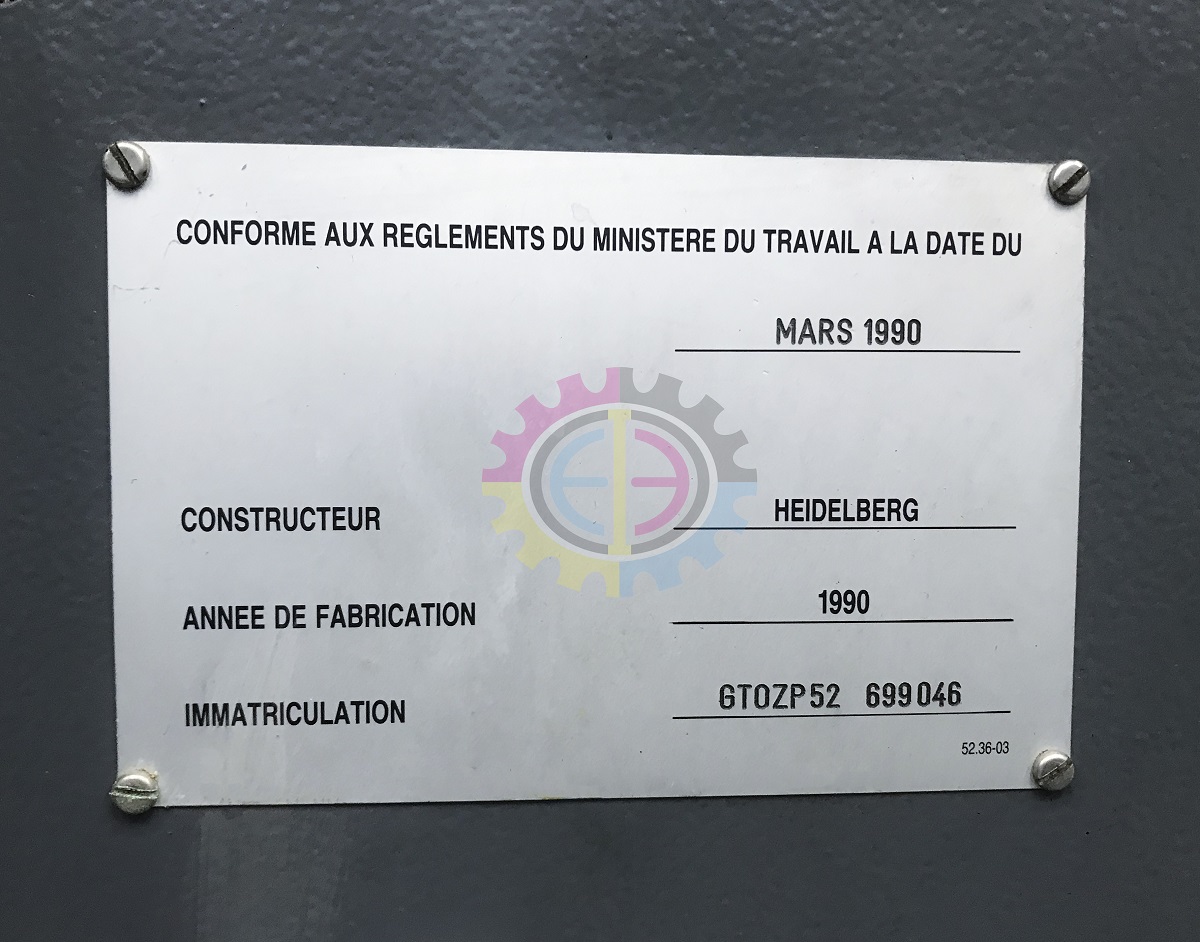 CONFORME AUX REGLEMENTS DU MINISTERE DU TRAVAIL A LA DATE DU
MARS 1990
CONSTRUCTEUR HEIDELBERG
ANNEE DE FABRICATION 1990
IMMATRICULATION GTOZP52 699046
52.36-03